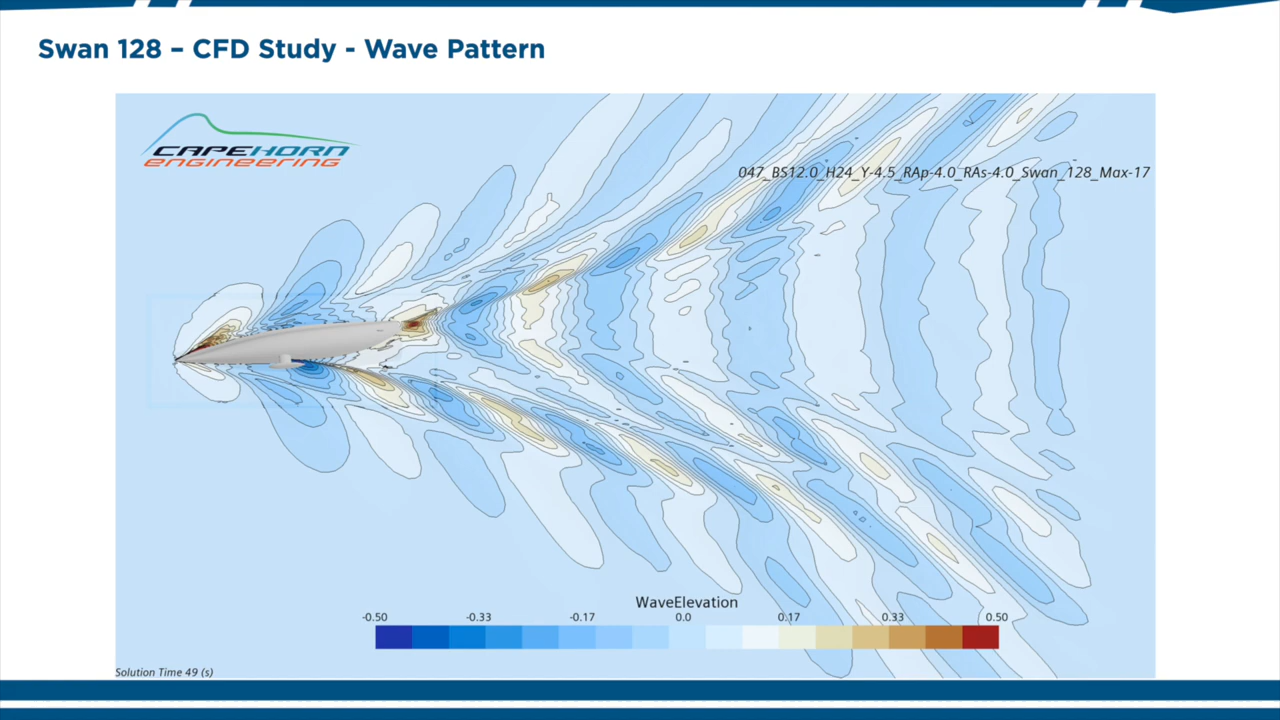 Swan 128 – CFD Study - Wave Pattern
CAPEHORN
engineering
047_BS12.0_H24_Y-4.5_RAp-4.0_RAs-4.0_Swan_128_Max-17
WaveElevation
-0.50 -0.33 -0.17 0.0 0.17 0.33 0.50
Solution Time 49 (s)